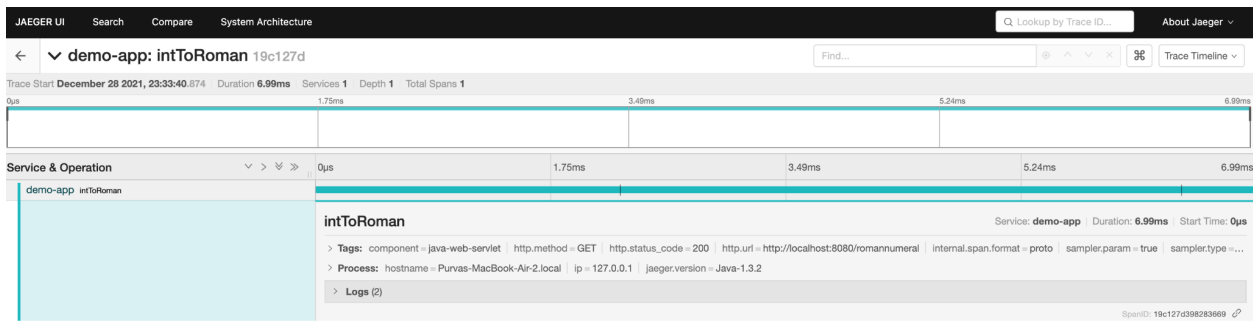 JAEGER UI Search Compare System Architecture Lookup by Trace ID... About Jaeger
demo-app: intToRoman 19c127d Find... ⌘ Trace Timeline
Trace Start December 28 2021, 23:33:40.874 Duration 6.99ms Services 1 Depth 1 Total Spans 1
0μs 1.75ms 3.49ms 5.24ms 6.99ms
Service & Operation 0μs 1.75ms 3.49ms 5.24ms 6.99ms
demo-app intToRoman
intToRoman Service: demo-app Duration: 6.99ms Start Time: 0μs
> Tags: component = java-web-servlet http.method = GET http.status_code = 200 http.url = http://localhost:8080/romannumeral internal.span.format = proto sampler.param = true sampler.type =...
> Process: hostname = Purvas-MacBook-Air-2.local ip = 127.0.0.1 jaeger.version = Java-1.3.2
> Logs (2)
SpanID: 19c127d398283669